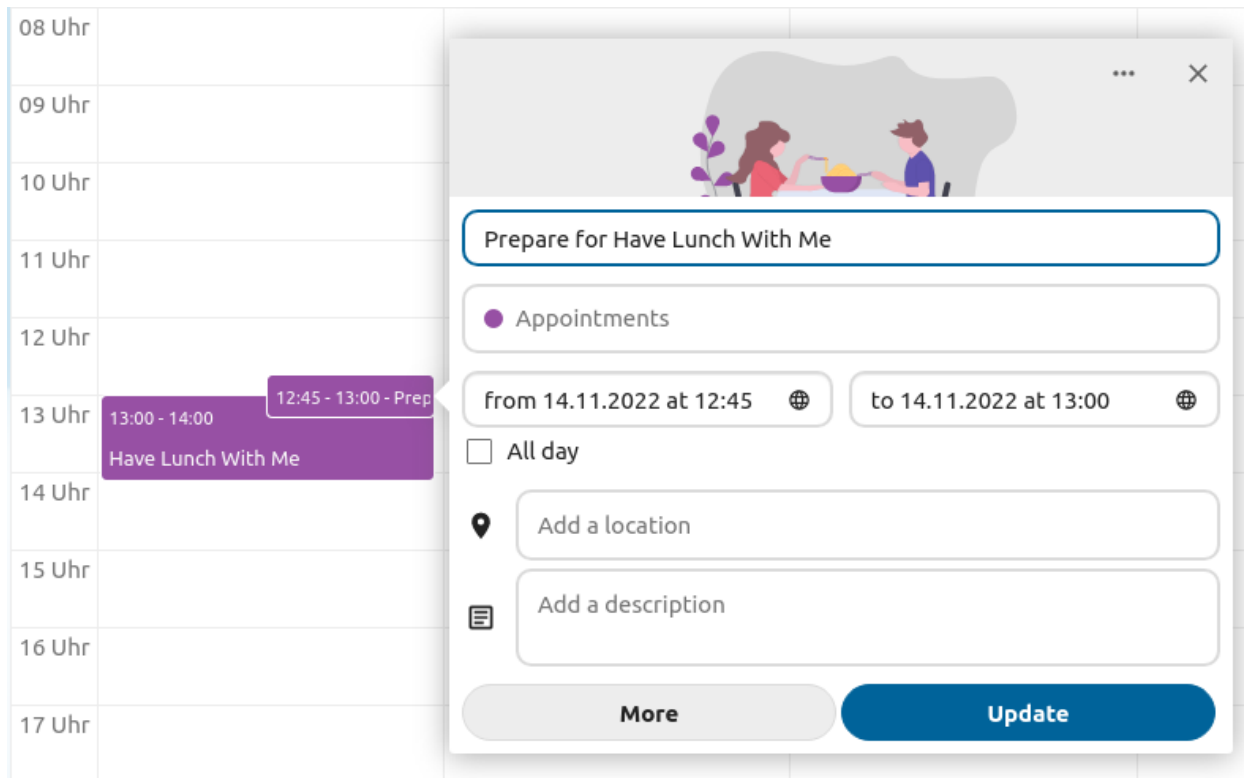 08 Uhr
09 Uhr
10 Uhr
11 Uhr
12 Uhr
13 Uhr
14 Uhr
15 Uhr
16 Uhr
17 Uhr
12:45 - 13:00 - Prep
13:00 - 14:00
Have Lunch With Me
Prepare for Have Lunch With Me
Appointments
from 14.11.2022 at 12:45
to 14.11.2022 at 13:00
All day
Add a location
Add a description
More
Update